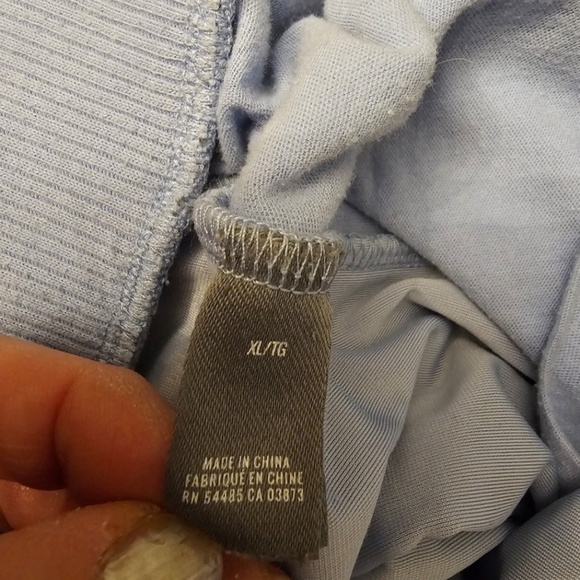 XL/TG
MADE IN CHINA
FABRIQUÉ EN CHINE
RN 54485 CA 03873